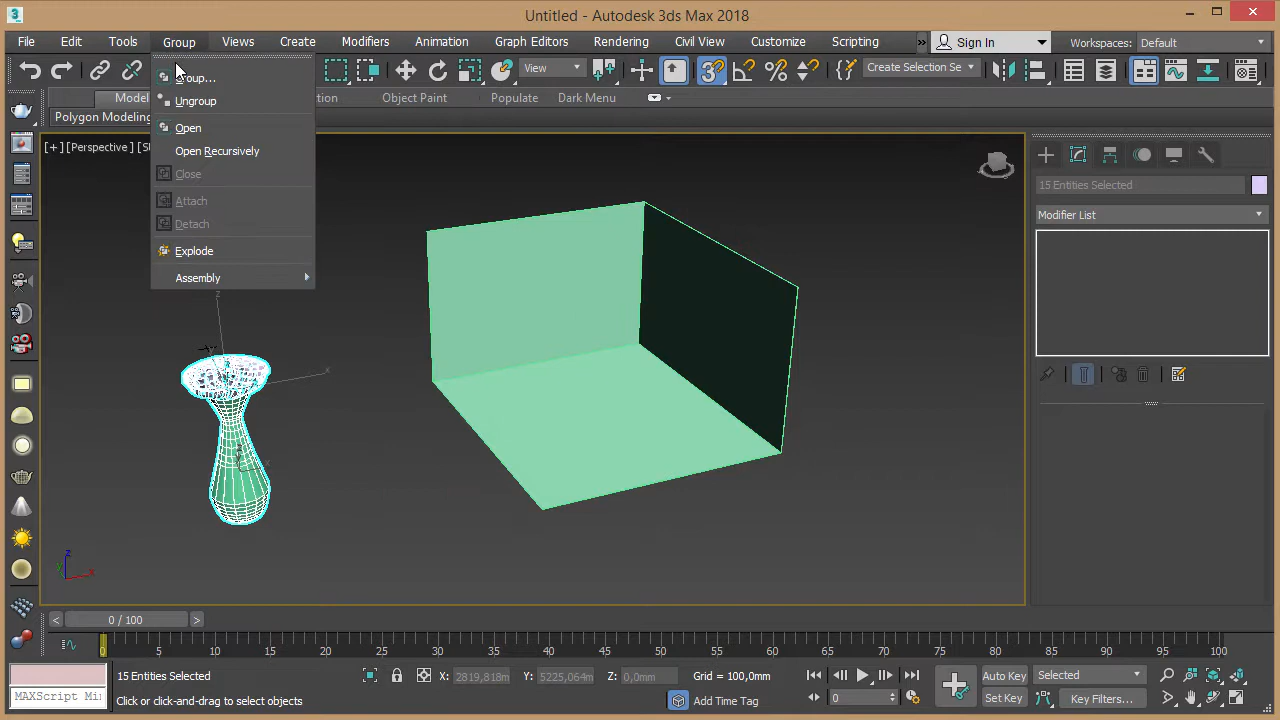 Untitled - Autodesk 3ds Max 2018
File Edit Tools Group Views Create Modifiers Animation Graph Editors Rendering Civil View Customize Scripting » Sign In Workspaces: Default
View Create Selection Se
Object Paint Populate Dark Menu
Polygon Modeling
[+] [Perspective]
Ungroup
Open
Open Recursively
Close
Attach
Detach
Explode
Assembly
15 Entities Selected
Modifier List
z
x
z
x
y
x
< 0 / 100 >
0 5 10 15 20 25 30 35 40 45 50 55 60 65 70 75 80 85 90 95 100
15 Entities Selected X: 2819,818m Y: 5225,064m Z: 0,0mm Grid = 100,0mm Auto Key Selected
MAXScript Mi Click or click-and-drag to select objects Add Time Tag 0 Set Key Key Filters...